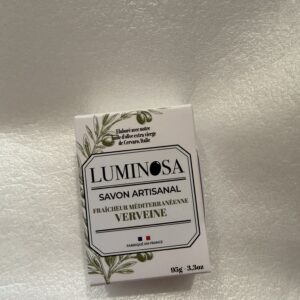 Élaboré avec notre
huile d'olive extra vierge
de Cervaro, Italie
LUMINOSA
SAVON ARTISANAL
FRAÎCHEUR MÉDITERRANÉENNE
VERVEINE
FABRIQUÉ EN FRANCE
95g - 3.3oz